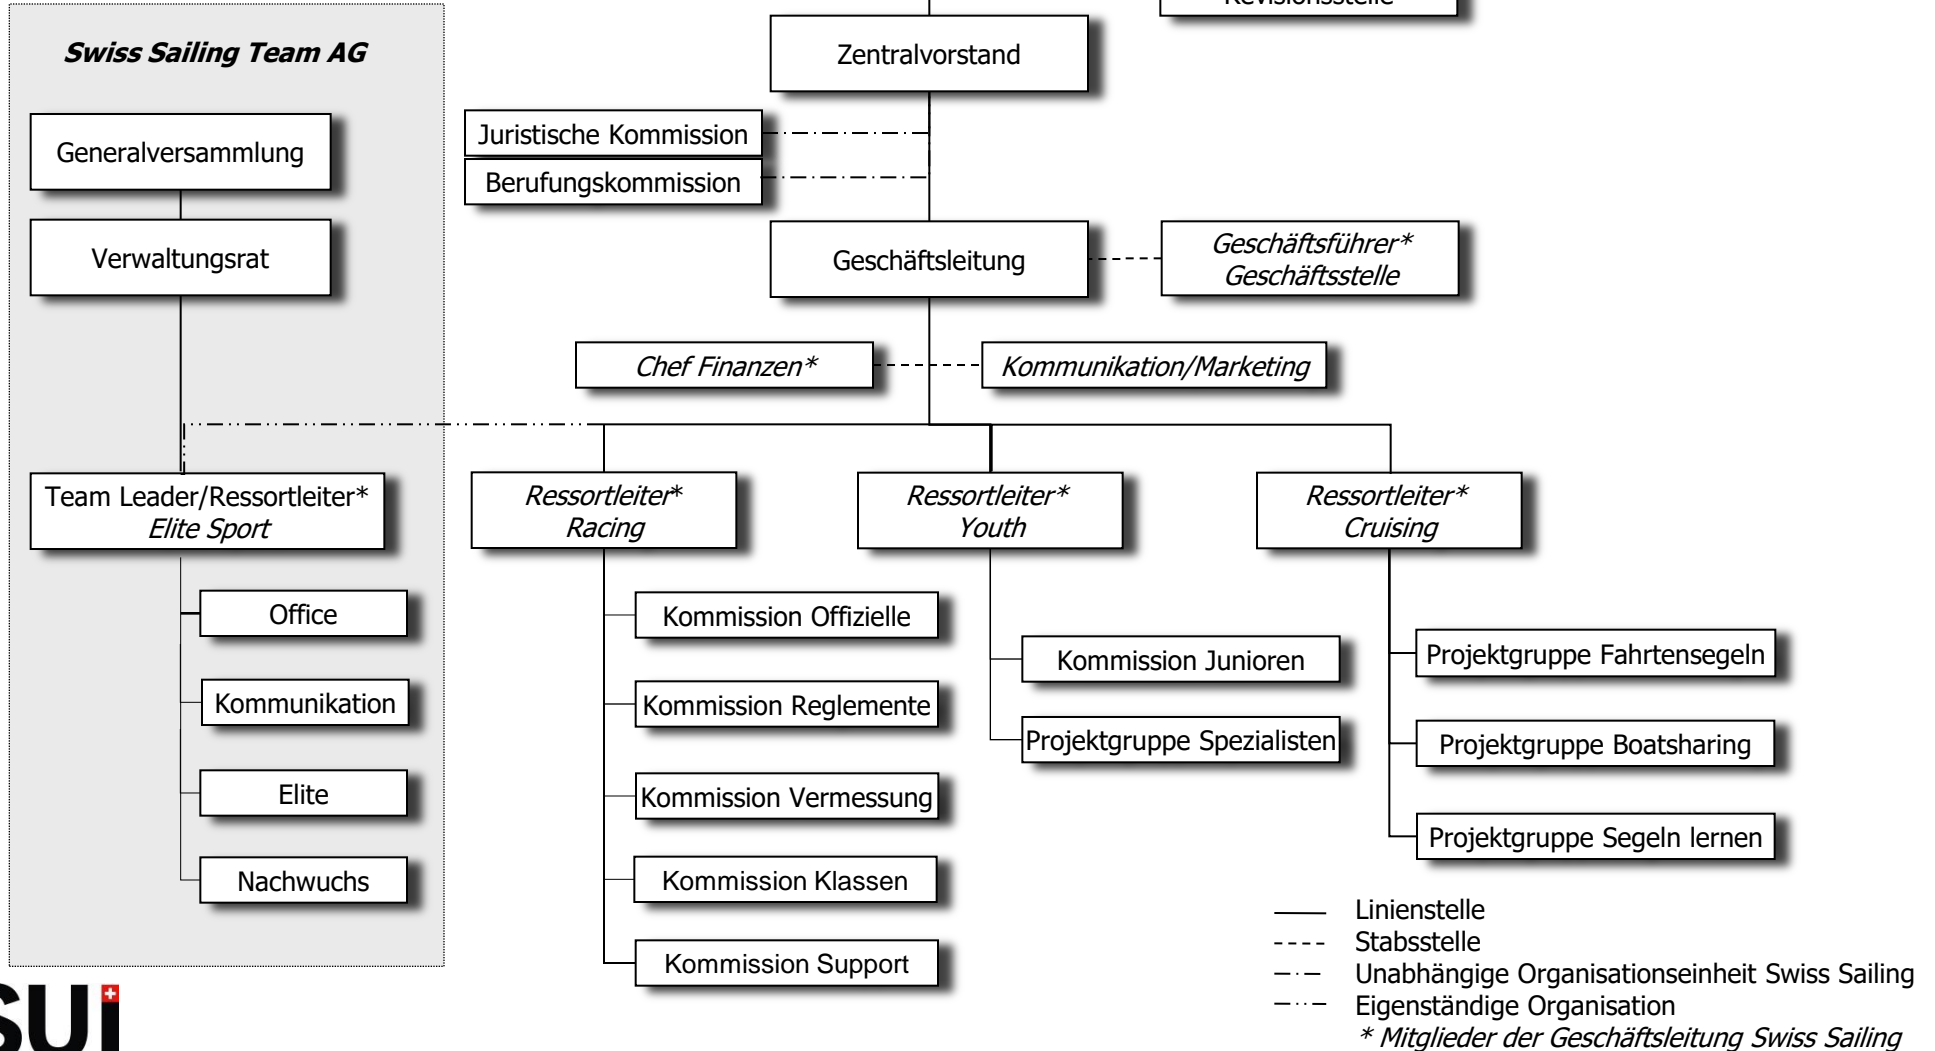 Revisionsstelle
Swiss Sailing Team AG
Zentralvorstand
Generalversammlung
Juristische Kommission
Berufungskommission
Verwaltungsrat
Geschäftsleitung
Geschäftsführer*
Geschäftsstelle
Chef Finanzen*
Kommunikation/Marketing
Team Leader/Ressortleiter*
Elite Sport
Ressortleiter*
Racing
Ressortleiter*
Youth
Ressortleiter*
Cruising
Office
Kommunikation
Elite
Nachwuchs
Kommission Offizielle
Kommission Reglemente
Kommission Vermessung
Kommission Klassen
Kommission Support
Kommission Junioren
Projektgruppe Spezialisten
Projektgruppe Fahrtensegeln
Projektgruppe Boatsharing
Projektgruppe Segeln lernen
Linienstelle
Stabsstelle
Unabhängige Organisationseinheit Swiss Sailing
Eigenständige Organisation
* Mitglieder der Geschäftsleitung Swiss Sailing
SUi